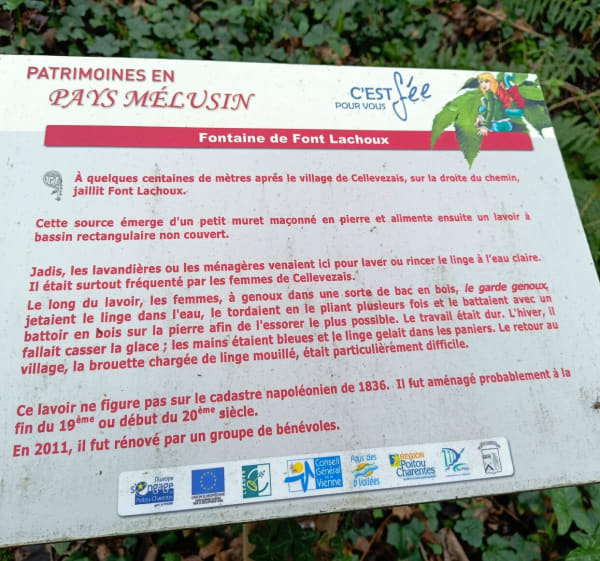 PATRIMOINES EN
PAYS MÉLUSIN
C'EST fée
POUR VOUS
Fontaine de Font Lachoux
À quelques centaines de mètres aprés le village de Cellevezais, sur la droite du chemin,
jaillit Font Lachoux.
Cette source émerge d'un petit muret maçonné en pierre et alimente ensuite un lavoir à
bassin rectangulaire non couvert.
Jadis, les lavandières ou les ménagères venaient ici pour laver ou rincer le linge à l'eau claire.
Il était surtout fréquenté par les femmes de Cellevezais.
Le long du lavoir, les femmes, à genoux dans une sorte de bac en bois, le garde genoux,
jetaient le linge dans l'eau, le tordaient en le pliant plusieurs fois et le battaient avec un
battoir en bois sur la pierre afin de l'essorer le plus possible. Le travail était dur. L'hiver, il
fallait casser la glace ; les mains étaient bleues et le linge gelait dans les paniers. Le retour au
village, la brouette chargée de linge mouillé, était particulièrement difficile.
Ce lavoir ne figure pas sur le cadastre napoléonien de 1836. Il fut aménagé probablement à la
fin du 19ème ou début du 20ème siècle.
En 2011, il fut rénové par un groupe de bénévoles.
l'Europe
s'engage
Poitou-Charentes
UNION EUROPEENNE
Conseil
Général
de la
Vienne
Pays des
6 Vallées
REGION
Poitou
Charentes